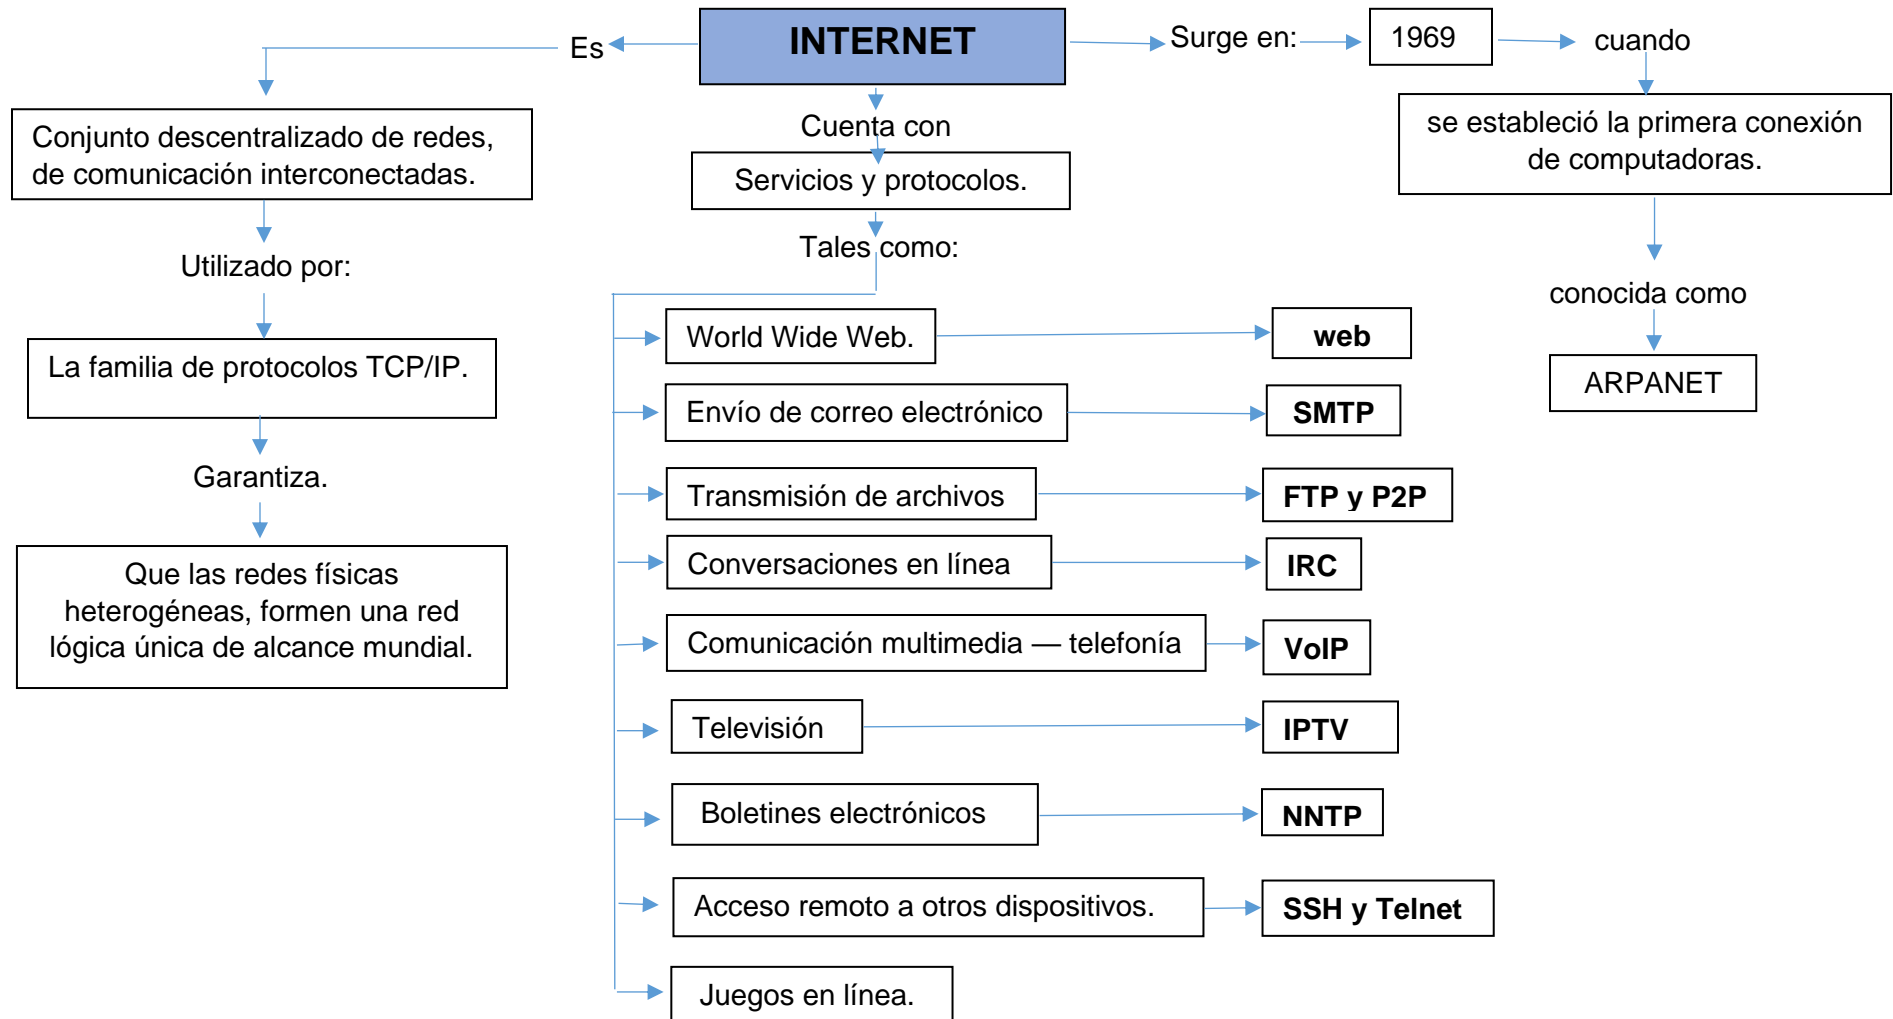 INTERNET
Es
Conjunto descentralizado de redes,
de comunicación interconectadas.
Utilizado por:
La familia de protocolos TCP/IP.
Garantiza.
Que las redes físicas
heterogéneas, formen una red
lógica única de alcance mundial.
Cuenta con
Servicios y protocolos.
Tales como:
World Wide Web.
web
Envío de correo electrónico
SMTP
Transmisión de archivos
FTP y P2P
Conversaciones en línea
IRC
Comunicación multimedia — telefonía
VoIP
Televisión
IPTV
Boletines electrónicos
NNTP
Acceso remoto a otros dispositivos.
SSH y Telnet
Juegos en línea.
Surge en:
1969
cuando
se estableció la primera conexión
de computadoras.
conocida como
ARPANET